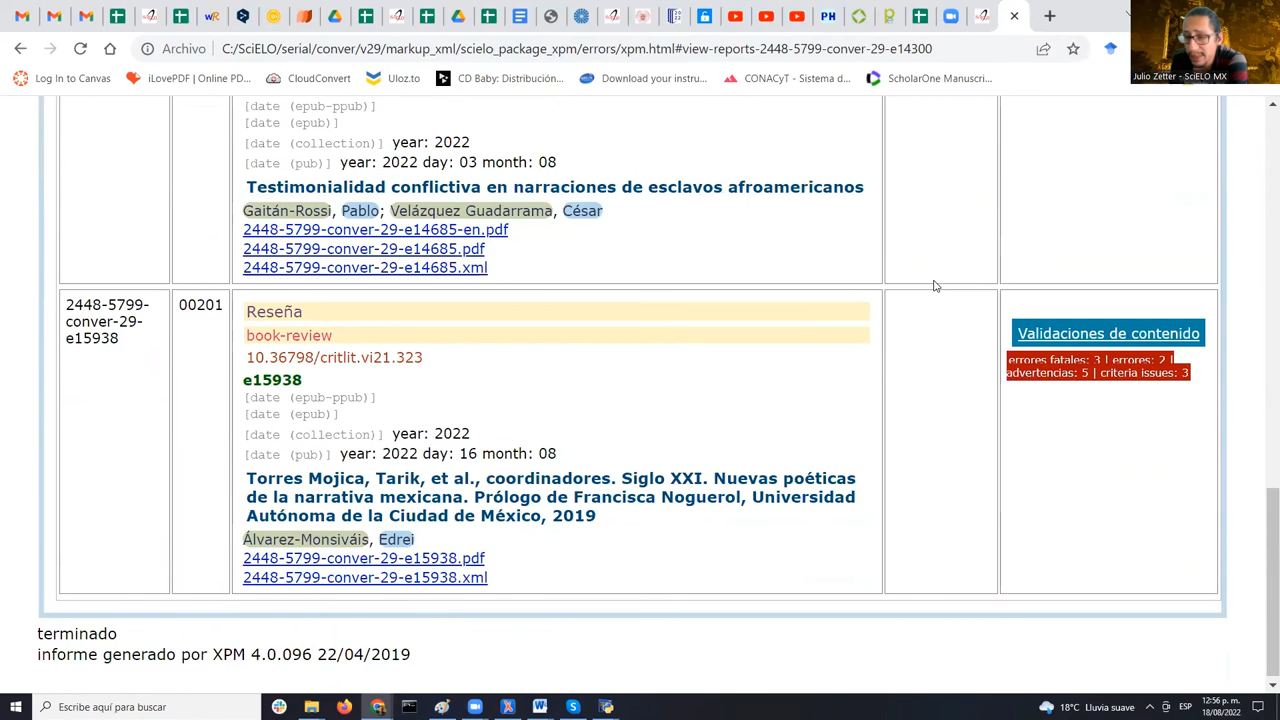 Archivo
C:/SciELO/serial/conver/v29/markup_xml/scielo_package_xpm/errors/xpm.html#view-reports-2448-5799-conver-29-e14300
Julio Zetter - SciELO MX
Log In to Canvas
iLovePDF | Online PD...
CloudConvert
Uloz.to
CD Baby: Distribución...
Download your instru...
CONACyT - Sistema d...
ScholarOne Manuscri...
[date (epub-ppub)]
[date (epub)]
[date (collection)] year: 2022
[date (pub)] year: 2022 day: 03 month: 08
Testimonialidad conflictiva en narraciones de esclavos afroamericanos
Gaitán-Rossi, Pablo; Velázquez Guadarrama, César
2448-5799-conver-29-e14685-en.pdf
2448-5799-conver-29-e14685.pdf
2448-5799-conver-29-e14685.xml
2448-5799-
conver-29-
e15938
00201
Reseña
book-review
10.36798/critlit.vi21.323
e15938
[date (epub-ppub)]
[date (epub)]
[date (collection)] year: 2022
[date (pub)] year: 2022 day: 16 month: 08
Torres Mojica, Tarik, et al., coordinadores. Siglo XXI. Nuevas poéticas
de la narrativa mexicana. Prólogo de Francisca Noguerol, Universidad
Autónoma de la Ciudad de México, 2019
Álvarez-Monsiváis, Edrei
2448-5799-conver-29-e15938.pdf
2448-5799-conver-29-e15938.xml
Validaciones de contenido
errores fatales: 3 | errores: 2 |
advertencias: 5 | criteria issues: 3
terminado
informe generado por XPM 4.0.096 22/04/2019
Escribe aquí para buscar
18°C Lluvia suave
ESP
12:56 p. m.
18/08/2022